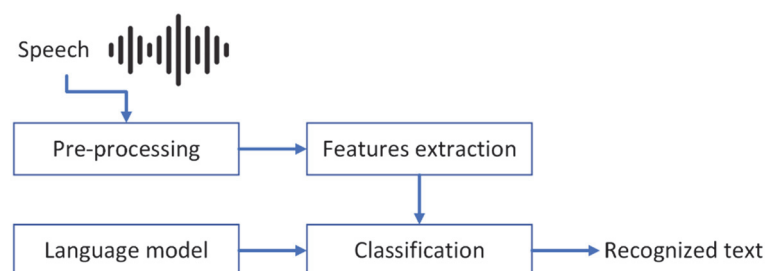 Speech
Pre-processing
Features extraction
Language model
Classification
Recognized text